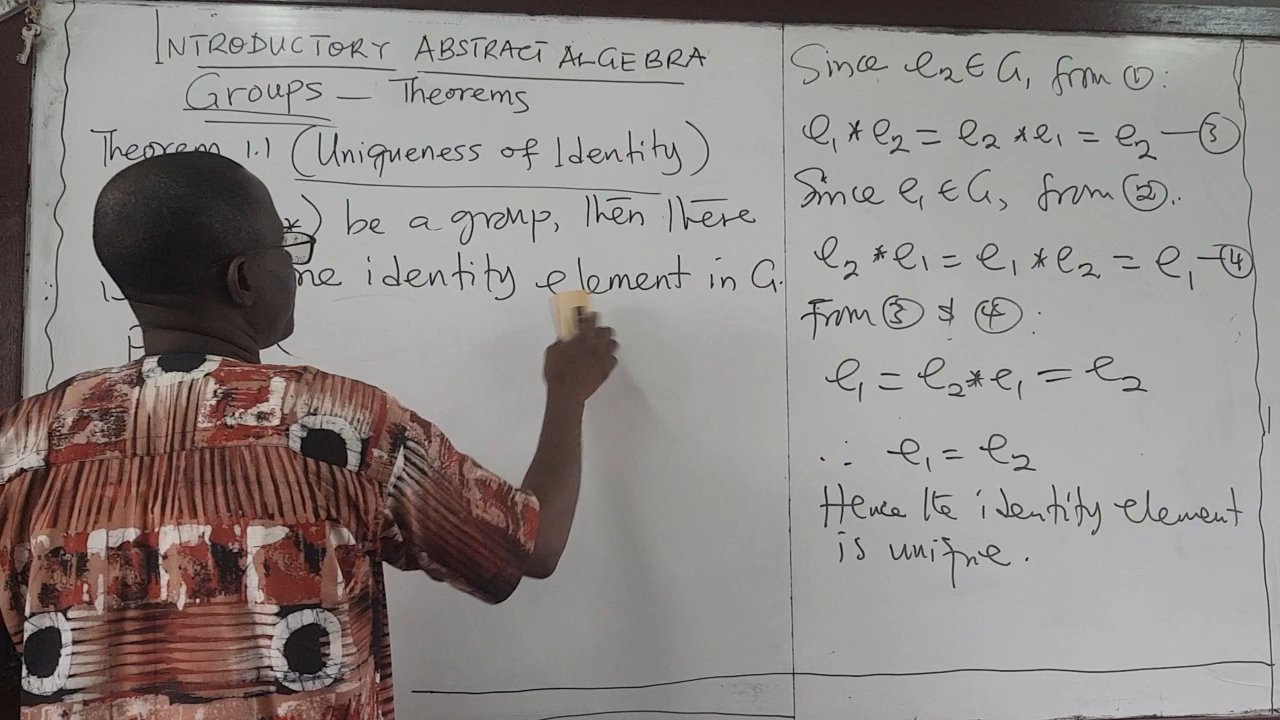 INTRODUCTORY ABSTRACT ALGEBRA
Groups — Theorems
Theorem 1.1 (Uniqueness of Identity)
*) be a group, Then There
identity element in G.
Since e₂ ∈ G, from ①:
e₁ * e₂ = e₂ * e₁ = e₂ — ③
Since e₁ ∈ G, from ②..
e₂ * e₁ = e₁ * e₂ = e₁ — ④
From ③ & ④:
e₁ = e₂ * e₁ = e₂
∴ e₁ = e₂
Hence the identity element
is unique.